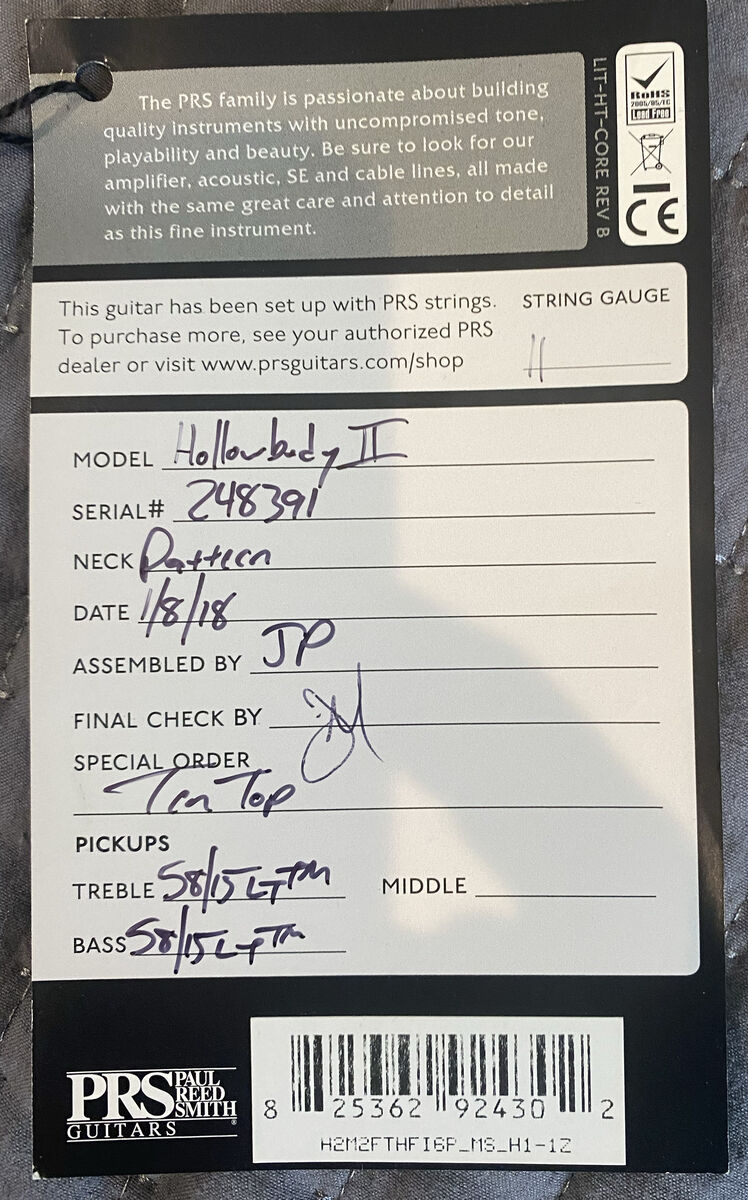 The PRS family is passionate about building
quality instruments with uncompromised tone,
playability and beauty. Be sure to look for our
amplifier, acoustic, SE and cable lines, all made
with the same great care and attention to detail
as this fine instrument.
LIT-HT-CORE REV B
RoHS
2005/95/EC
Lead Free
CE
This guitar has been set up with PRS strings.
To purchase more, see your authorized PRS
dealer or visit www.prsguitars.com/shop
STRING GAUGE
11
MODEL Hollowbody II
SERIAL# 248391
NECK Pattern
DATE 1/8/18
ASSEMBLED BY JP
FINAL CHECK BY
SPECIAL ORDER
Ten Top
PICKUPS
TREBLE 58/15 LT TM
MIDDLE
BASS 58/15 LT TM
PRS PAUL REED SMITH
GUITARS
8 25362 92430 2
H2M2FTHFI6P_MS_H1-1Z